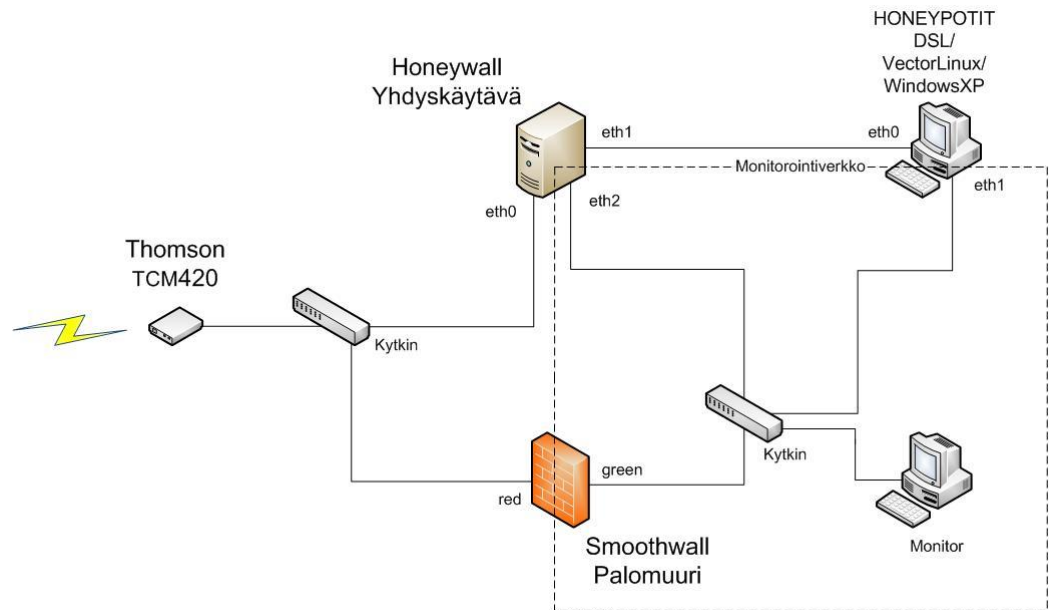 HONEYPOTIT
DSL/
VectorLinux/
WindowsXP
Honeywall
Yhdyskäytävä
eth1
eth0
Monitorointiverkko
eth1
eth0
eth2
Thomson
TCM420
Kytkin
Kytkin
green
red
Smoothwall
Palomuuri
Monitor